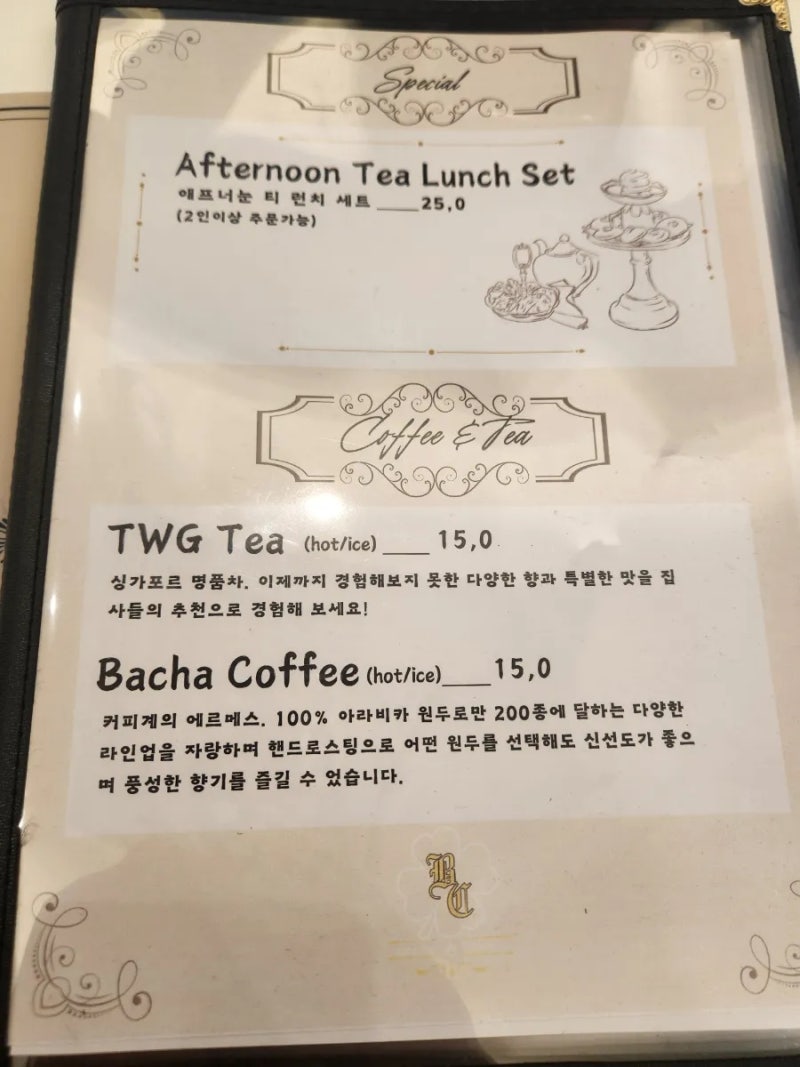 Special
Afternoon Tea Lunch Set
애프너눈 티 런치 세트 ____25,0
(2인이상 주문가능)
Coffee & Tea
TWG Tea (hot/ice) ____ 15,0
싱가포르 명품차. 이제까지 경험해보지 못한 다양한 향과 특별한 맛을 집
사들의 추천으로 경험해 보세요!
Bacha Coffee (hot/ice)____15,0
커피계의 에르메스. 100% 아라비카 원두로만 200종에 달하는 다양한
라인업을 자랑하며 핸드로스팅으로 어떤 원두를 선택해도 신선도가 좋으
며 풍성한 향기를 즐길 수 었습니다.
BC